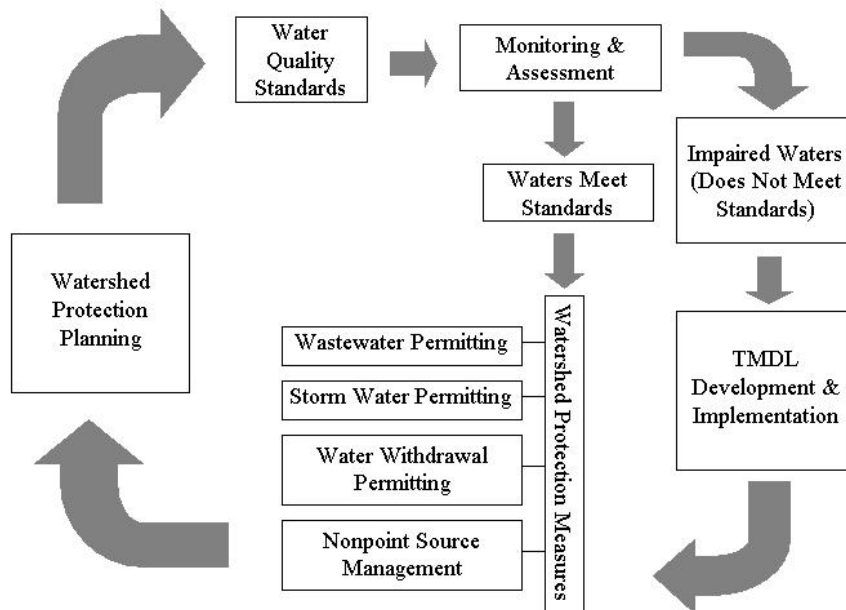 Water
Quality
Standards
Monitoring &
Assessment
Impaired Waters
(Does Not Meet
Standards)
Waters Meet
Standards
Watershed
Protection
Planning
Watershed Protection Measures
Wastewater Permitting
Storm Water Permitting
Water Withdrawal
Permitting
Nonpoint Source
Management
TMDL
Development &
Implementation